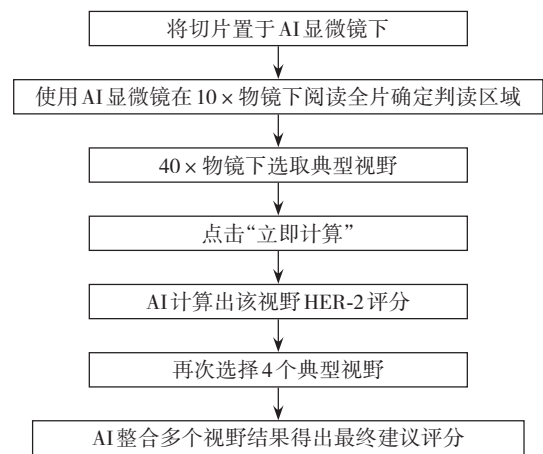 将切片置于AI显微镜下
使用AI显微镜在10×物镜下阅读全片确定判读区域
40×物镜下选取典型视野
点击“立即计算”
AI计算出该视野HER-2评分
再次选择4个典型视野
AI整合多个视野结果得出最终建议评分